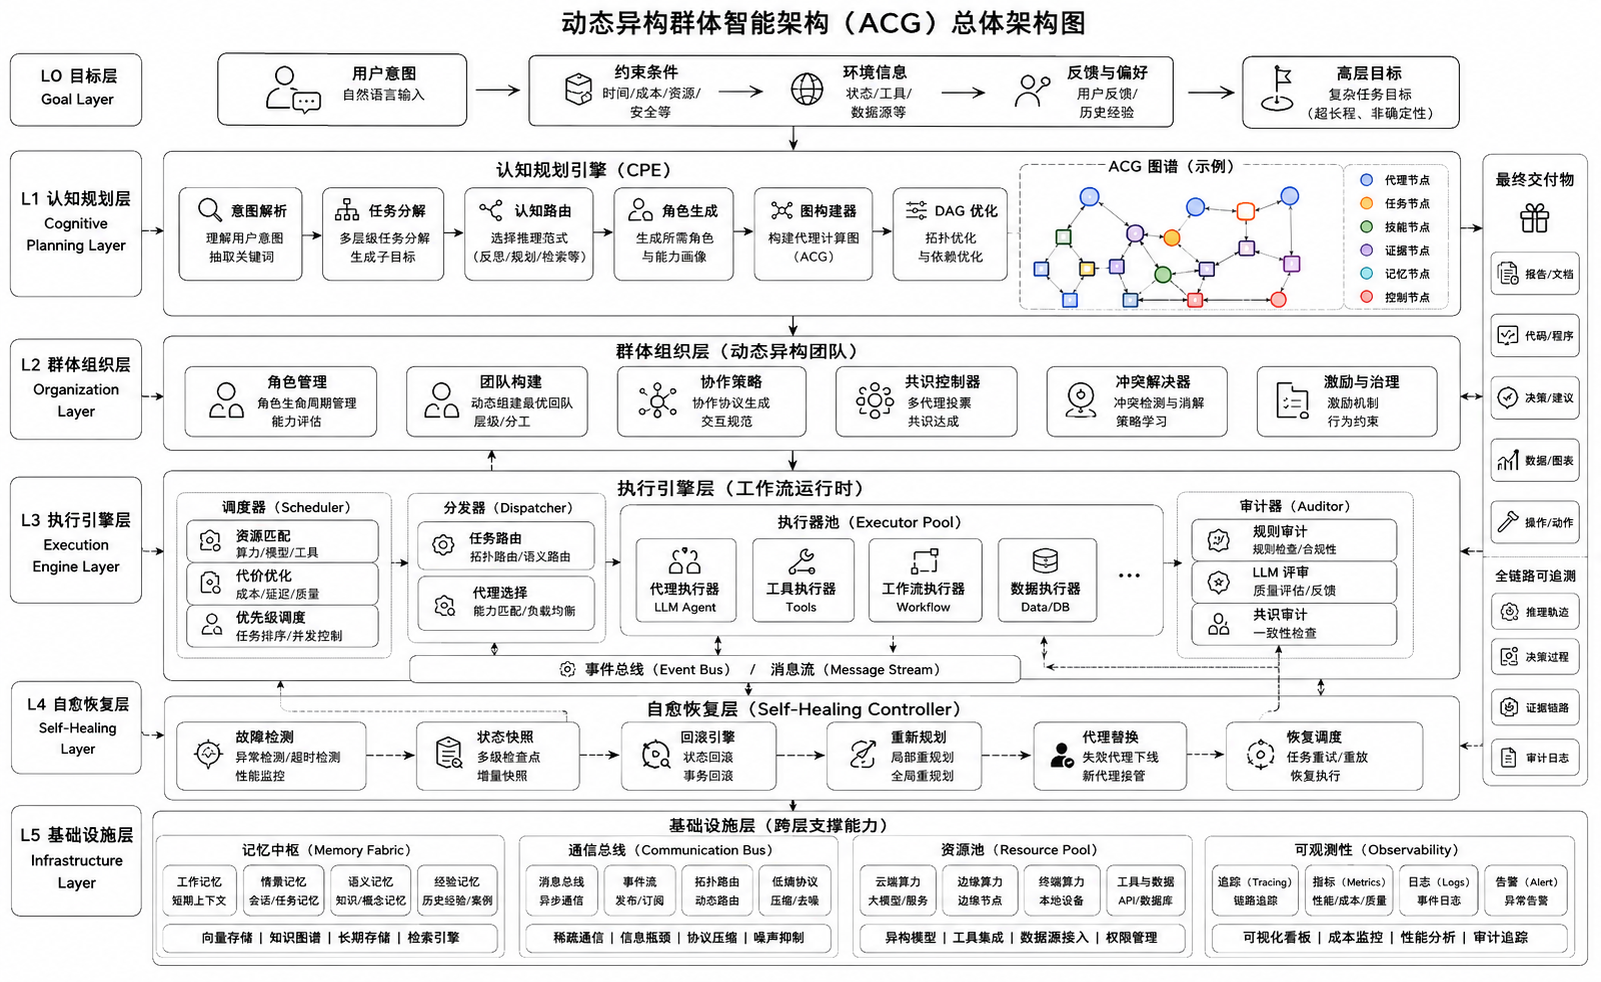 动态异构群体智能架构（ACG）总体架构图
L0 目标层
Goal Layer
用户意图
自然语言输入
约束条件
时间/成本/资源/
安全等
环境信息
状态/工具/
数据源等
反馈与偏好
用户反馈/
历史经验
高层目标
复杂任务目标
（超长程、非确定性）
L1 认知规划层
Cognitive
Planning Layer
认知规划引擎（CPE）
意图解析
理解用户意图
抽取关键词
任务分解
多层级任务分解
生成子目标
认知路由
选择推理范式
（反思/规划/检索等）
角色生成
生成所需角色
与能力画像
图构建器
构建代理计算图
（ACG）
DAG 优化
拓扑优化
与依赖优化
ACG 图谱（示例）
代理节点
任务节点
技能节点
证据节点
记忆节点
控制节点
L2 群体组织层
Organization
Layer
群体组织层（动态异构团队）
角色管理
角色生命周期管理
能力评估
团队构建
动态组建最优回队
层级/分工
协作策略
协作协议生成
交互规范
共识控制器
多代理投票
共识达成
冲突解决器
冲突检测与消解
策略学习
激励与治理
激励机制
行为约束
L3 执行引擎层
Execution
Engine Layer
执行引擎层（工作流运行时）
调度器（Scheduler）
资源匹配
算力/模型/工具
代价优化
成本/延迟/质量
优先级调度
任务排序/并发控制
分发器（Dispatcher）
任务路由
拓扑路由/语义路由
代理选择
能力匹配/负载均衡
执行器池（Executor Pool）
代理执行器
LLM Agent
工具执行器
Tools
工作流执行器
Workflow
数据执行器
Data/DB
...
审计器（Auditor）
规则审计
规则检查/合规性
LLM 评审
质量评估/反馈
共识审计
一致性检查
事件总线（Event Bus） / 消息流（Message Stream）
L4 自愈恢复层
Self-Healing
Layer
自愈恢复层（Self-Healing Controller）
故障检测
异常检测/超时检测
性能监控
状态快照
多级检查点
增量快照
回滚引擎
状态回滚
事务回滚
重新规划
局部重规划
全局重规划
代理替换
失效代理下线
新代理接管
恢复调度
任务重试/重放
恢复执行
L5 基础设施层
Infrastructure
Layer
基础设施层（跨层支撑能力）
记忆中枢（Memory Fabric）
工作记忆
短期上下文
情景记忆
会话/任务记忆
语义记忆
知识/概念记忆
经验记忆
历史经验/案例
向量存储 | 知识图谱 | 长期存储 | 检索引擎
通信总线（Communication Bus）
消息总线
异步通信
事件流
发布/订阅
拓扑路由
动态路由
低熵协议
压缩/去噪
稀疏通信 | 信息瓶颈 | 协议压缩 | 噪声抑制
资源池（Resource Pool）
云端算力
大模型/服务
边缘算力
边缘节点
终端算力
本地设备
工具与数据
API/数据库
异构模型 | 工具集成 | 数据源接入 | 权限管理
可观测性（Observability）
追踪（Tracing）
链路追踪
指标（Metrics）
性能/成本/质量
日志（Logs）
事件日志
告警（Alert）
异常告警
可视化看板 | 成本监控 | 性能分析 | 审计追踪
最终交付物
报告/文档
代码/程序
决策/建议
数据/图表
操作/动作
全链路可追溯
推理轨迹
决策过程
证据链路
审计日志